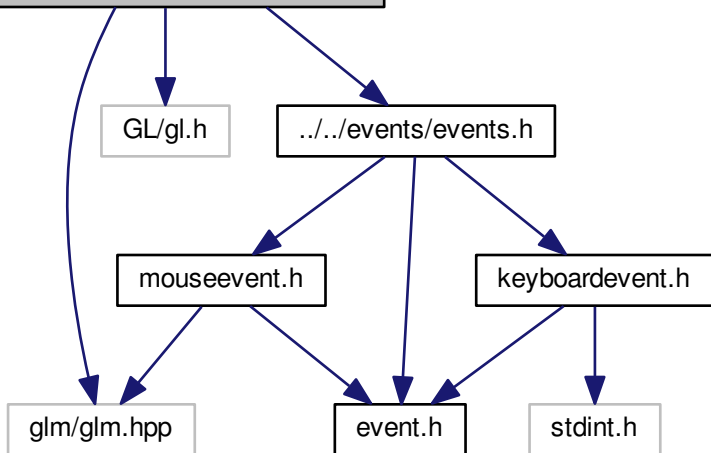 GL/gl.h
../../events/events.h
mouseevent.h
keyboardevent.h
glm/glm.hpp
event.h
stdint.h